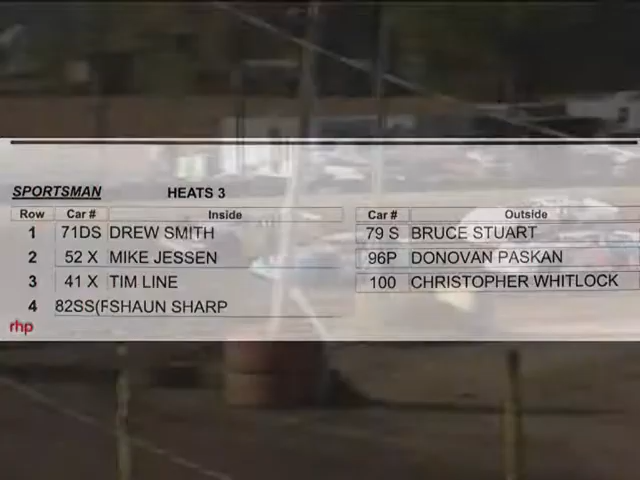 SPORTSMAN HEATS 3
Row Car # Inside Car # Outside
1 71DS DREW SMITH 79 S BRUCE STUART
2 52 X MIKE JESSEN 96P DONOVAN PASKAN
3 41 X TIM LINE 100 CHRISTOPHER WHITLOCK
4 82SS(F SHAUN SHARP
rhp